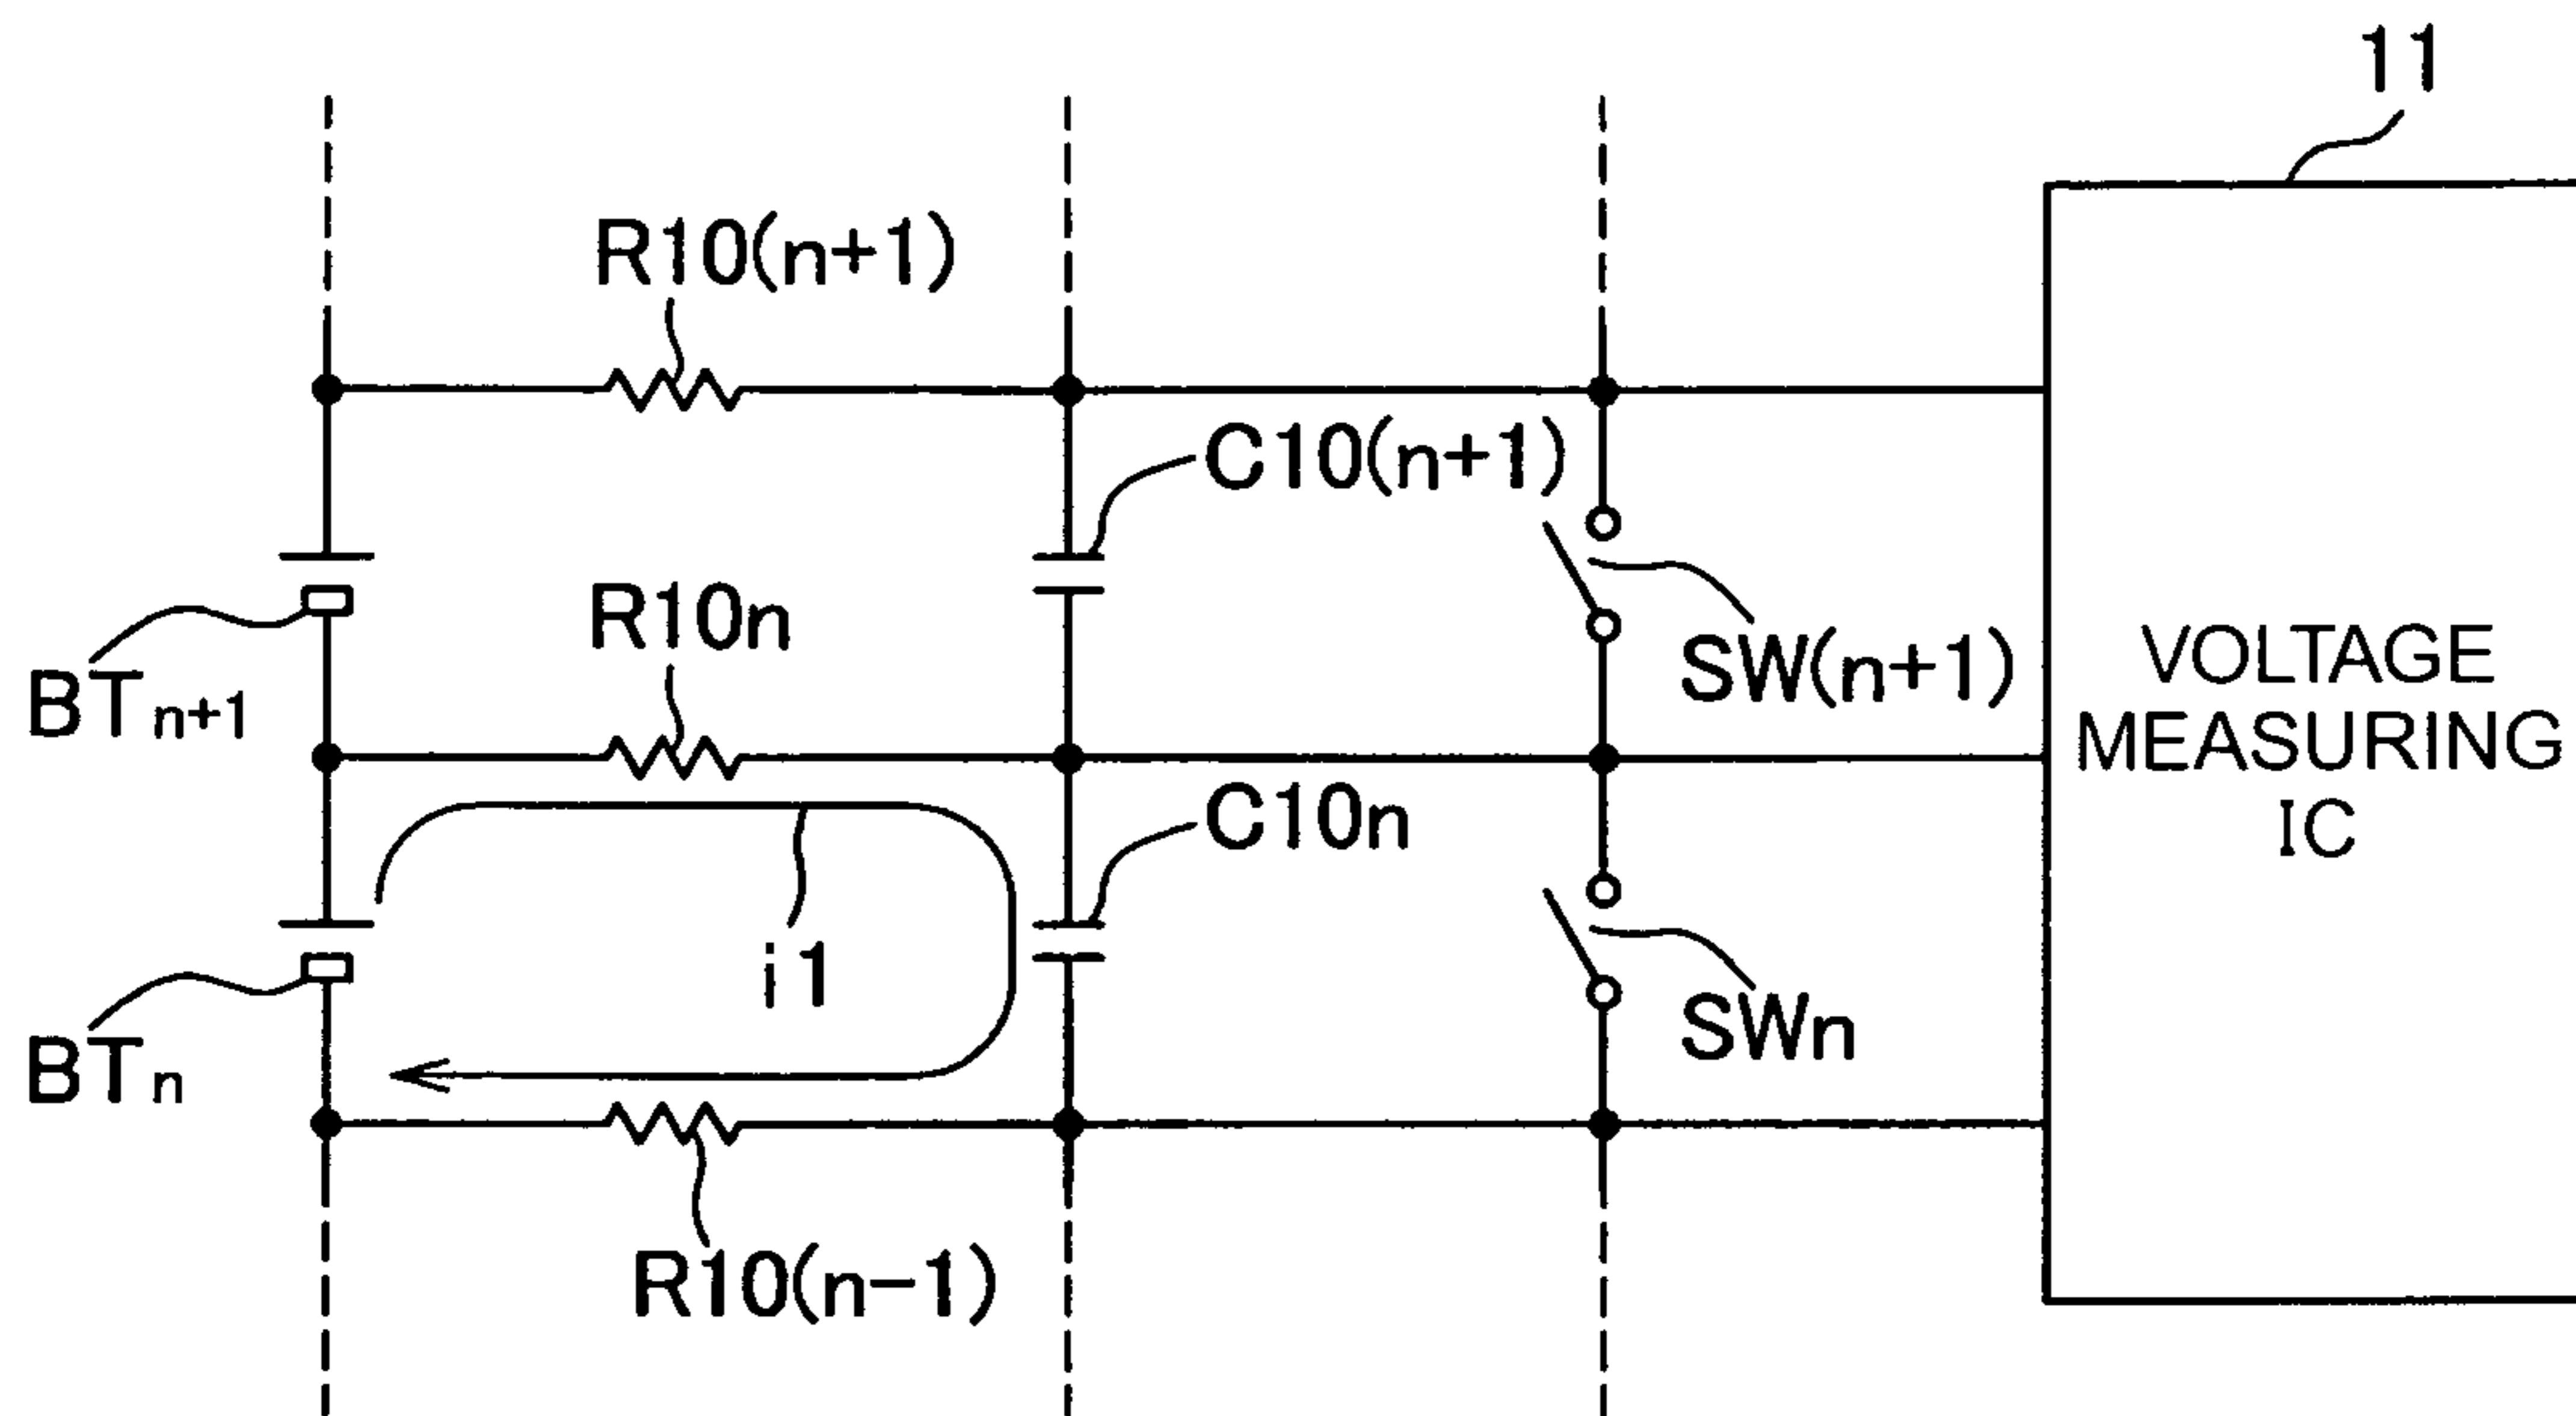 11
R10(n+1)
C10(n+1)
R10n
BTn+1
SW(n+1)
VOLTAGE
MEASURING
IC
C10n
i1
SWn
BTn
R10(n-1)